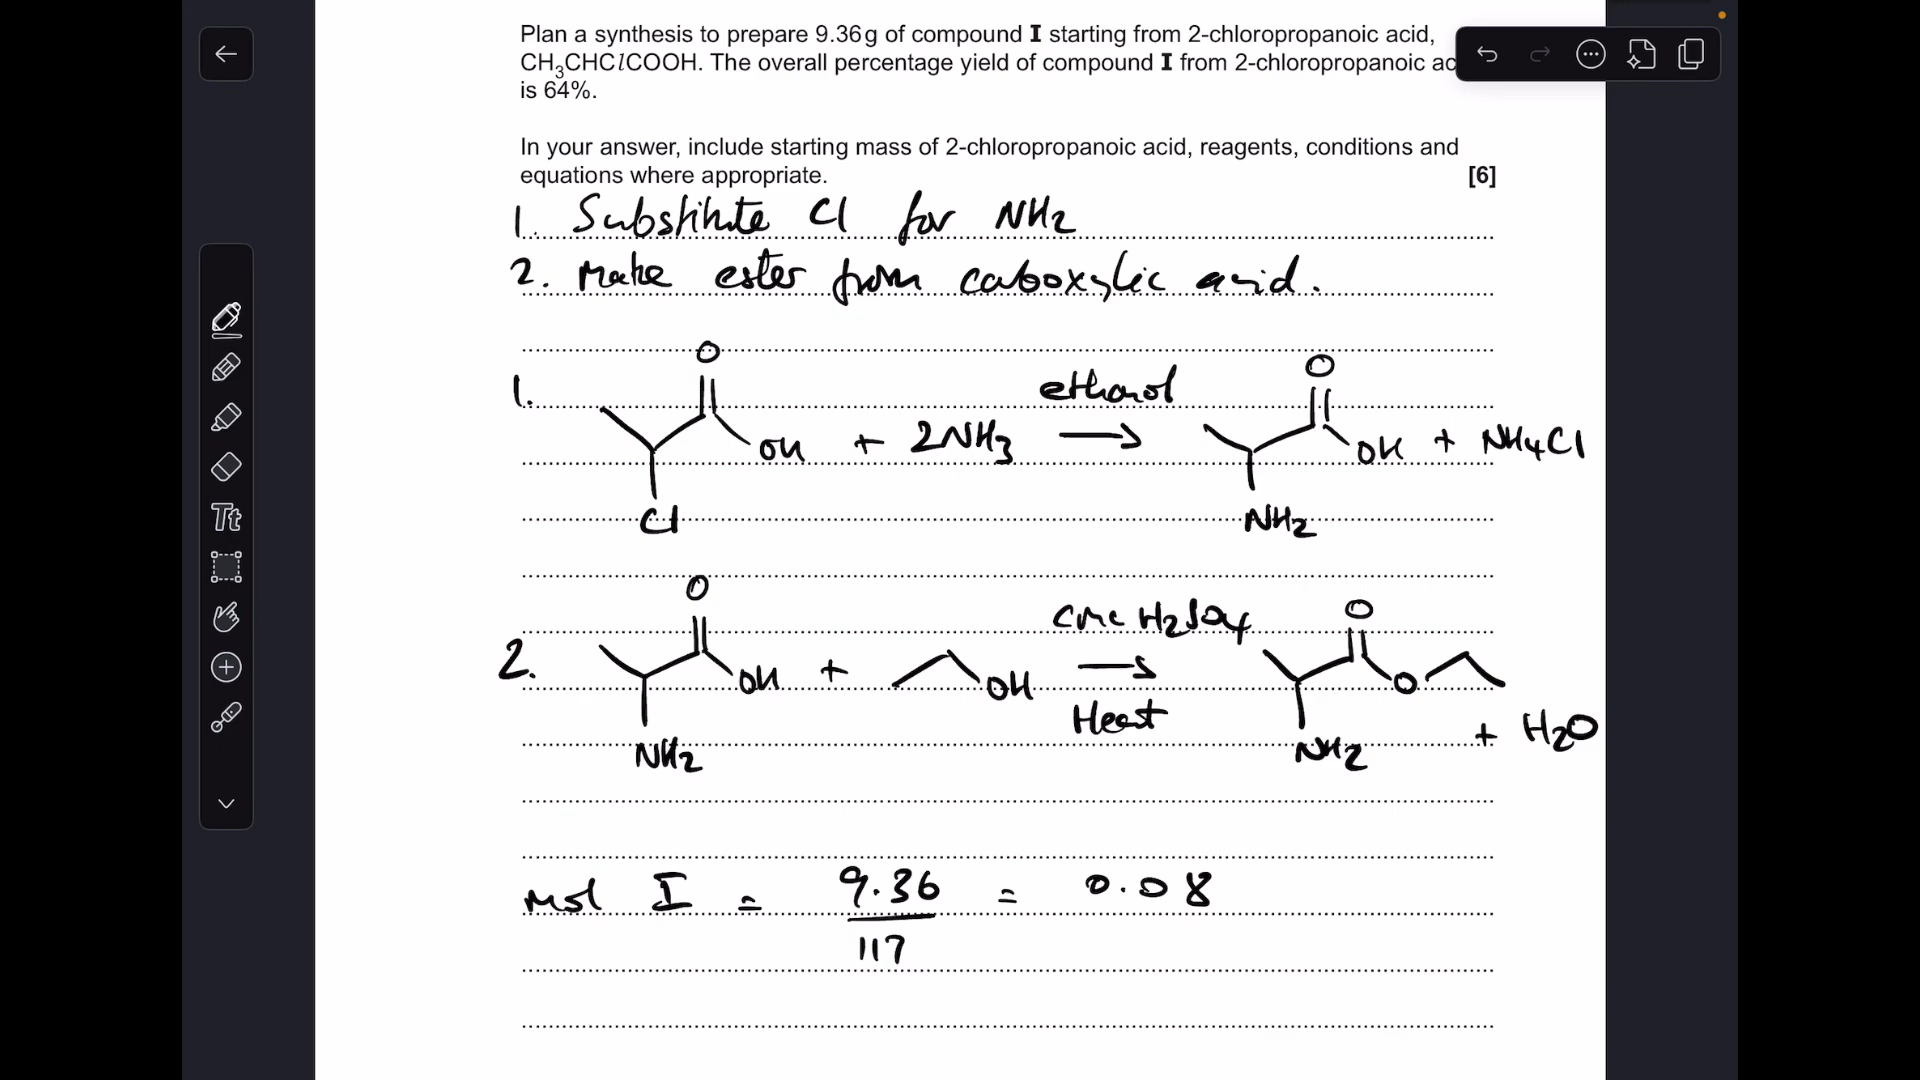 Plan a synthesis to prepare 9.36g of compound I starting from 2-chloropropanoic acid,
CH3CHClCOOH. The overall percentage yield of compound I from 2-chloropropanoic ac
is 64%.
In your answer, include starting mass of 2-chloropropanoic acid, reagents, conditions and
equations where appropriate. [6]
1. Substitute Cl for NH2
2. Make ester from caboxylic acid.
1. O OH Cl + 2NH3 ethanol → O OH NH2 + NH4Cl
2. O OH NH2 + OH conc H2SO4 → Heat O O NH2 + H2O
mol I = 9.36 = 0.08
117
Tt